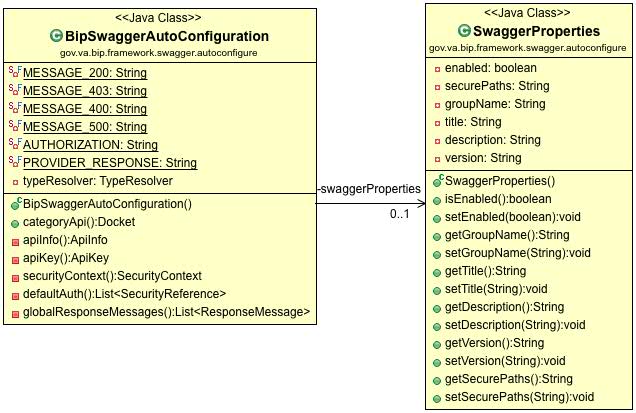 <<Java Class>>
BipSwaggerAutoConfiguration
gov.va.bip.framework.swagger.autoconfigure
MESSAGE_200: String
MESSAGE_403: String
MESSAGE_400: String
MESSAGE_500: String
AUTHORIZATION: String
PROVIDER_RESPONSE: String
typeResolver: TypeResolver
BipSwaggerAutoConfiguration()
categoryApi():Docket
apiInfo():ApiInfo
apiKey():ApiKey
securityContext():SecurityContext
defaultAuth():List<SecurityReference>
globalResponseMessages():List<ResponseMessage>
-swaggerProperties
0..1
<<Java Class>>
SwaggerProperties
gov.va.bip.framework.swagger.autoconfigure
enabled: boolean
securePaths: String
groupName: String
title: String
description: String
version: String
SwaggerProperties()
isEnabled():boolean
setEnabled(boolean):void
getGroupName():String
setGroupName(String):void
getTitle():String
setTitle(String):void
getDescription():String
setDescription(String):void
getVersion():String
setVersion(String):void
getSecurePaths():String
setSecurePaths(String):void